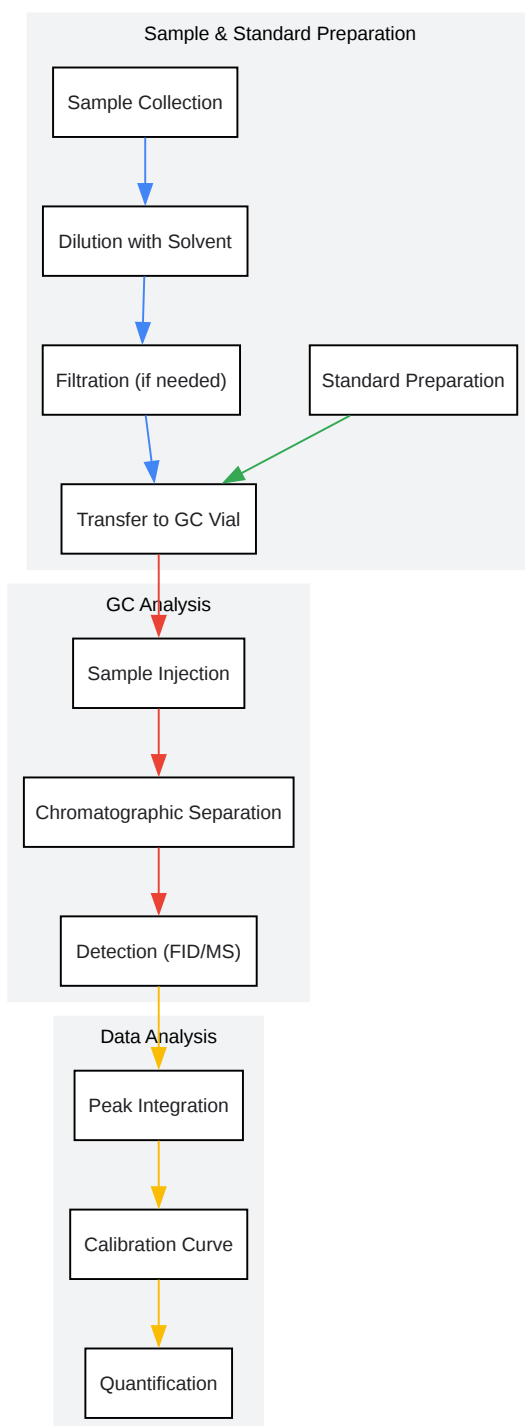 Sample & Standard Preparation
Sample Collection
Dilution with Solvent
Filtration (if needed)
Standard Preparation
Transfer to GC Vial
GC Analysis
Sample Injection
Chromatographic Separation
Detection (FID/MS)
Data Analysis
Peak Integration
Calibration Curve
Quantification